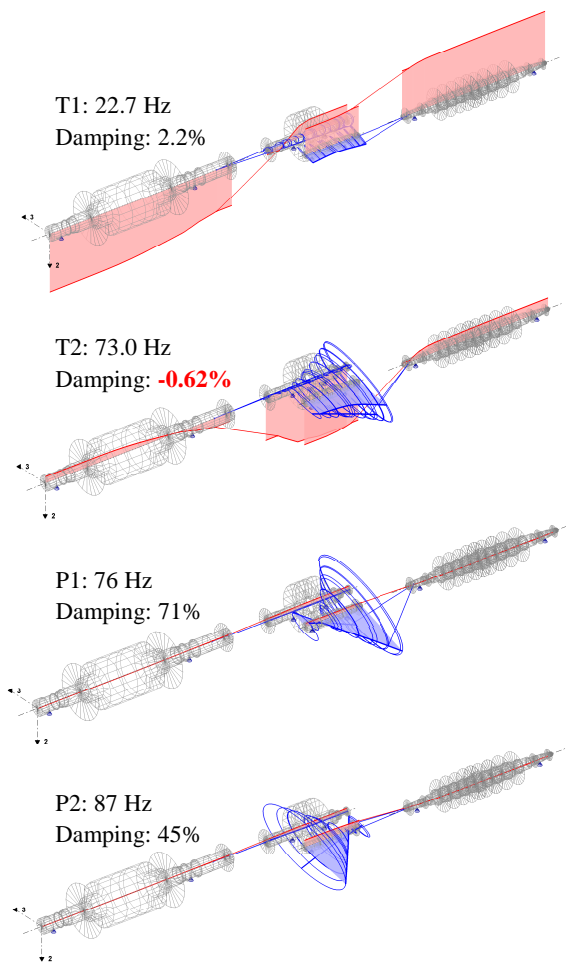 T1: 22.7 Hz
Damping: 2.2%
3
2
T2: 73.0 Hz
Damping: -0.62%
3
2
P1: 76 Hz
Damping: 71%
3
2
P2: 87 Hz
Damping: 45%
3
2